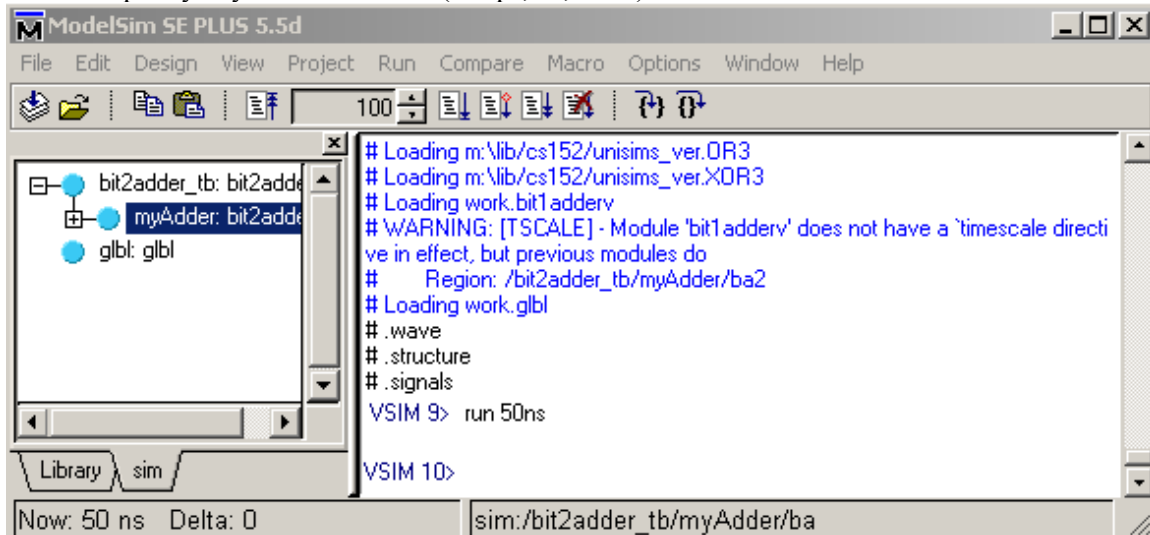 ModelSim SE PLUS 5.5d
File Edit Design View Project Run Compare Macro Options Window Help
100
bit2adder_tb: bit2adde
myAdder: bit2adde
glbl: glbl
Library sim
# Loading m:\lib/cs152/unisims_ver.OR3
# Loading m:\lib/cs152/unisims_ver.XOR3
# Loading work.bit1adderv
# WARNING: [TSCALE] - Module 'bit1adderv' does not have a `timescale directi
ve in effect, but previous modules do
# Region: /bit2adder_tb/myAdder/ba2
# Loading work.glbl
# .wave
# .structure
# .signals
VSIM 9> run 50ns
VSIM 10>
Now: 50 ns Delta: 0
sim:/bit2adder_tb/myAdder/ba